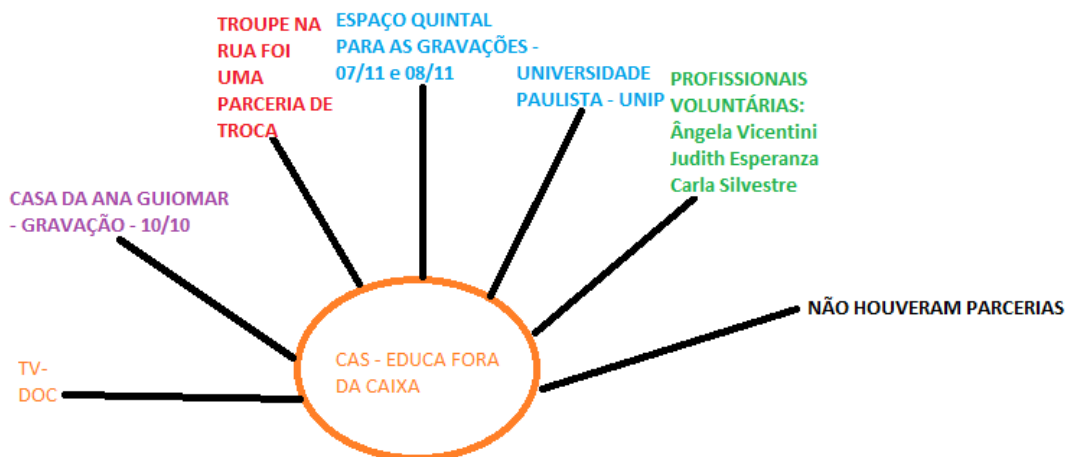 TROUPE NA
RUA FOI
UMA
PARCERIA DE
TROCA
ESPAÇO QUINTAL
PARA AS GRAVAÇÕES -
07/11 e 08/11
UNIVERSIDADE
PAULISTA - UNIP
PROFISSIONAIS
VOLUNTÁRIAS:
Ângela Vicentini
Judith Esperanza
Carla Silvestre
CASA DA ANA GUIOMAR
- GRAVAÇÃO - 10/10
NÃO HOUVERAM PARCERIAS
TV-
DOC
CAS - EDUCA FORA
DA CAIXA